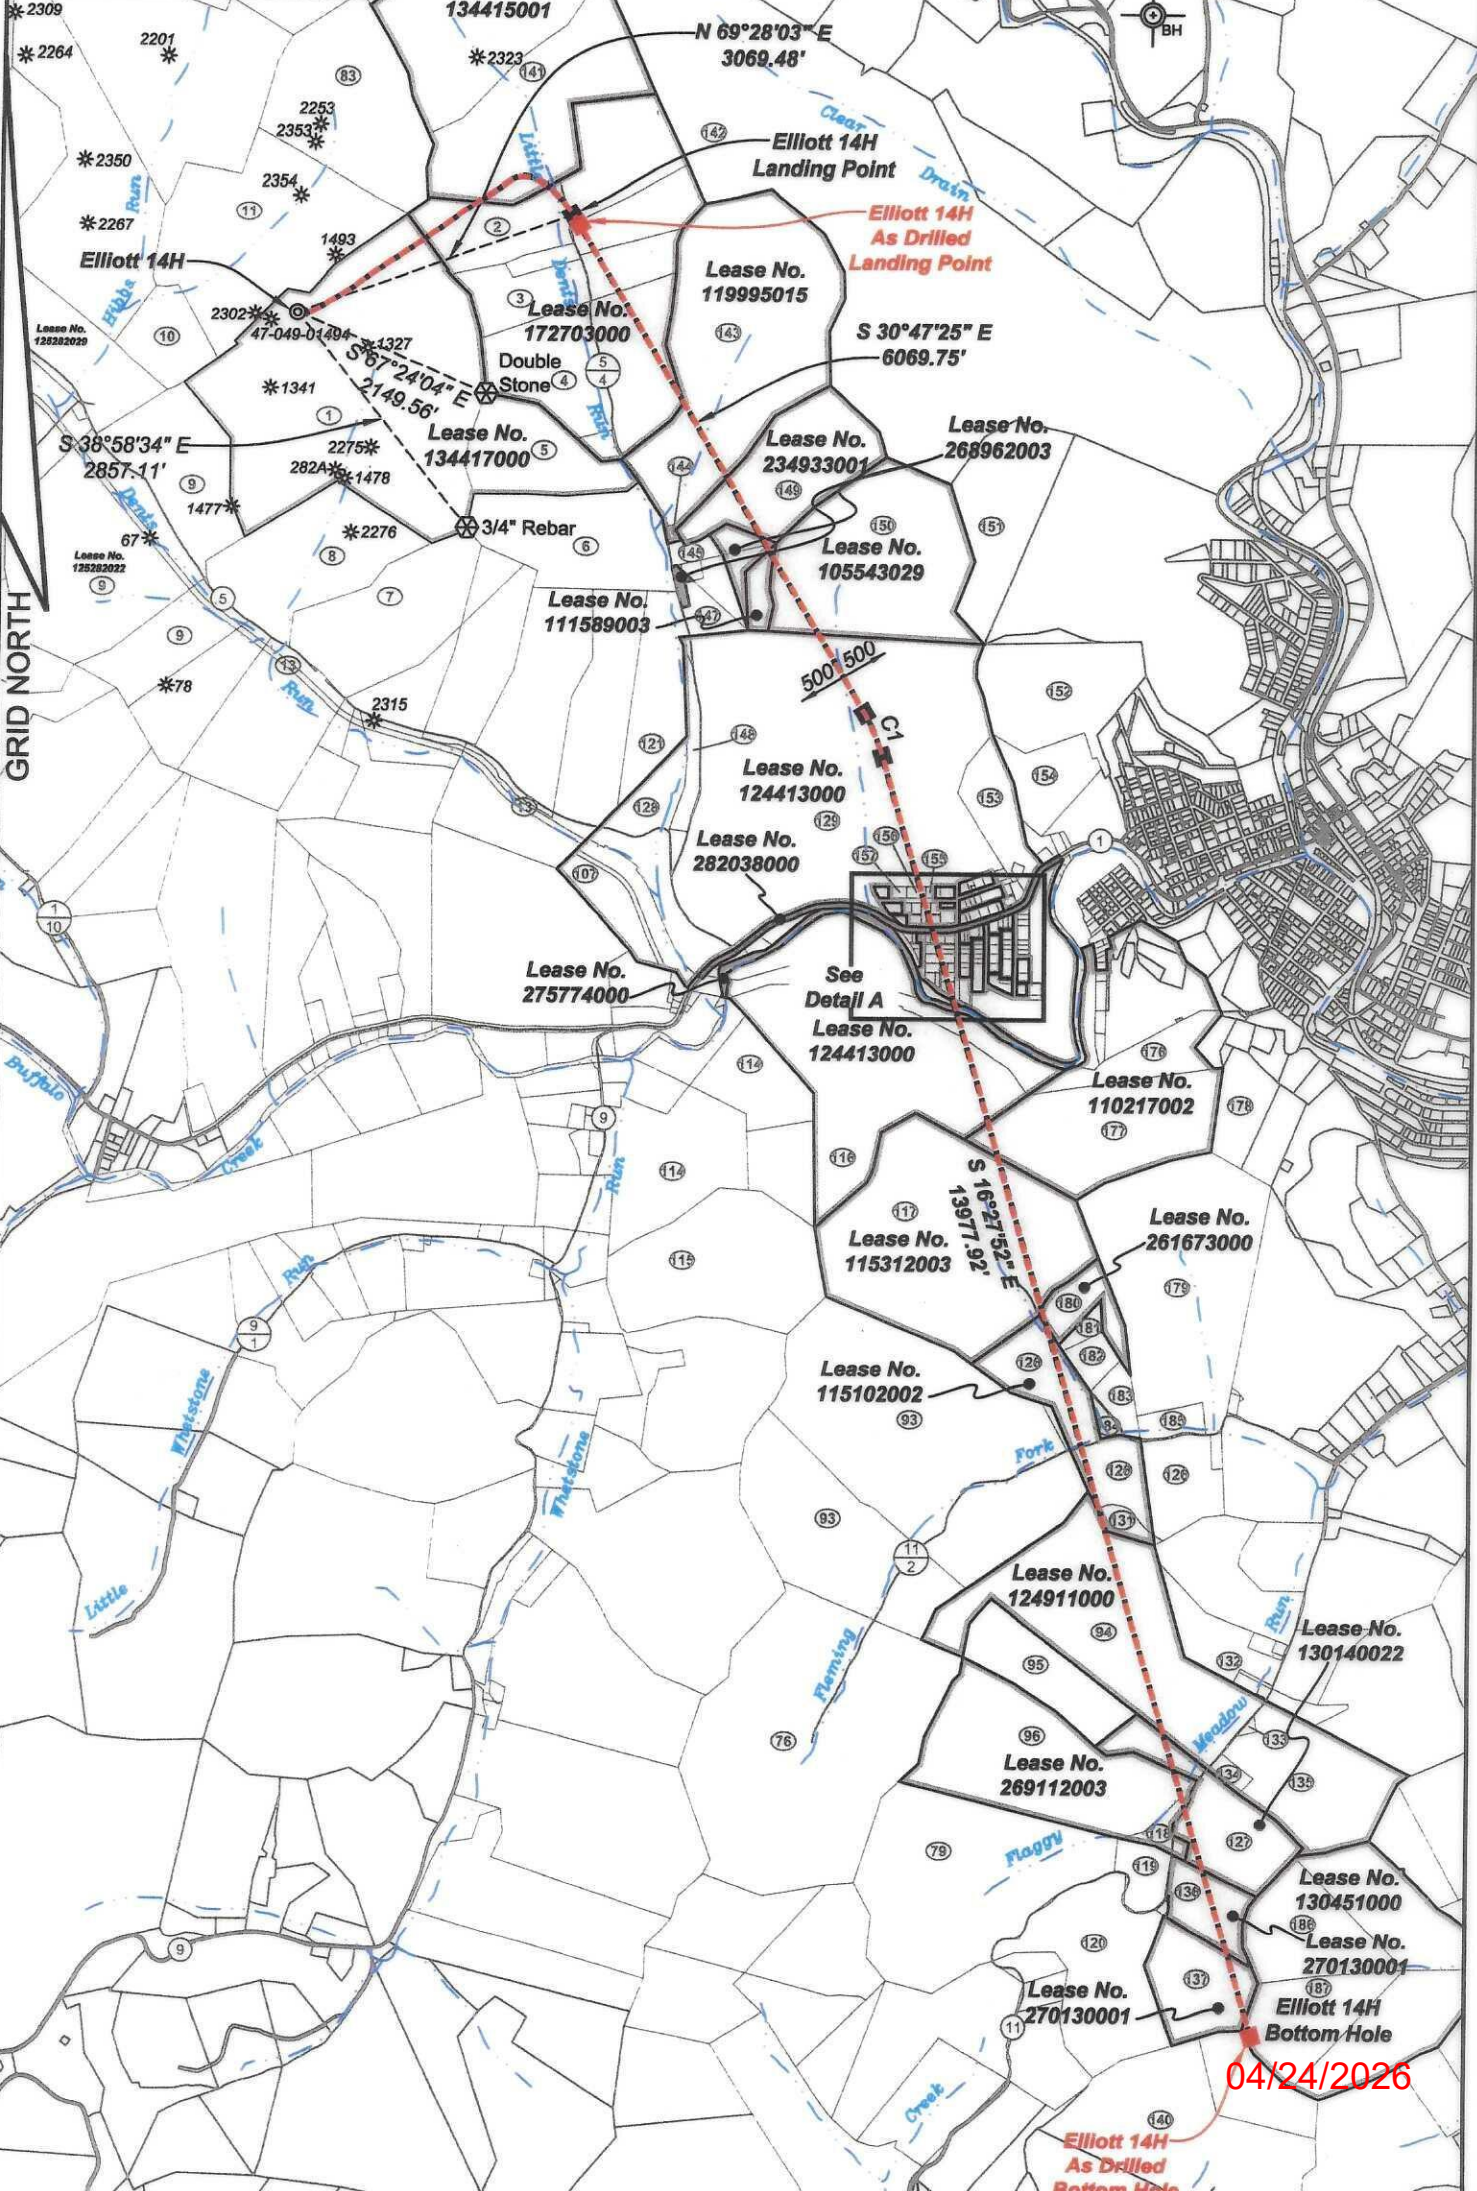 2309
134415001
N 69°28'03" E
3069.48'
BH
2264
2201
2323
141
83
2253
2353
Clear
142
Elliott 14H
Landing Point
Little
2350
Drain
2354
Run
11
Elliott 14H
As Drilled
Landing Point
2267
2
1493
Elliott 14H
Lease No.
119995015
Dents
Hibbs
3
Lease No.
172703000
2302
47-049-01494
143
S 30°47'25" E
6069.75'
Lease No.
125282029
10
1327
S 67°24'04" E
2149.56'
Double
Stone
4
5
4
1341
1
Run
Lease No.
134417000
5
Lease No.
234933001
Lease No.
268962003
S 38°58'34" E
2857.11'
2275
282A
1478
144
149
9
Dents
1477
67
2276
3/4" Rebar
6
150
151
Lease No.
125282022
9
8
145
Lease No.
105543029
5
7
Lease No.
111589003
147
9
GRID NORTH
13
500'
500'
78
Run
2315
152
C1
121
148
Lease No.
124413000
154
13
128
129
153
Lease No.
282038000
156
157
155
1
107
1
10
Lease No.
275774000
See
Detail A
Lease No.
124413000
Buffalo
114
176
Lease No.
110217002
9
178
177
Creek
Run
114
116
S 16°27'52" E
13977.92'
117
Lease No.
261673000
Lease No.
115312003
115
Run
179
180
9
1
181
126
182
Lease No.
115102002
93
183
Whetstone
185
Fork
Whetstone
126
126
93
131
11
2
Lease No.
124911000
Little
Run
94
Lease No.
130140022
Fleming
95
132
76
96
Meadow
133
Lease No.
269112003
134
135
118
127
Flaggy
79
119
136
Lease No.
130451000
186
9
120
Lease No.
270130001
137
187
Lease No.
270130001
Elliott 14H
Bottom Hole
11
04/24/2026
Creek
140
Elliott 14H
As Drilled
Bottom Hole